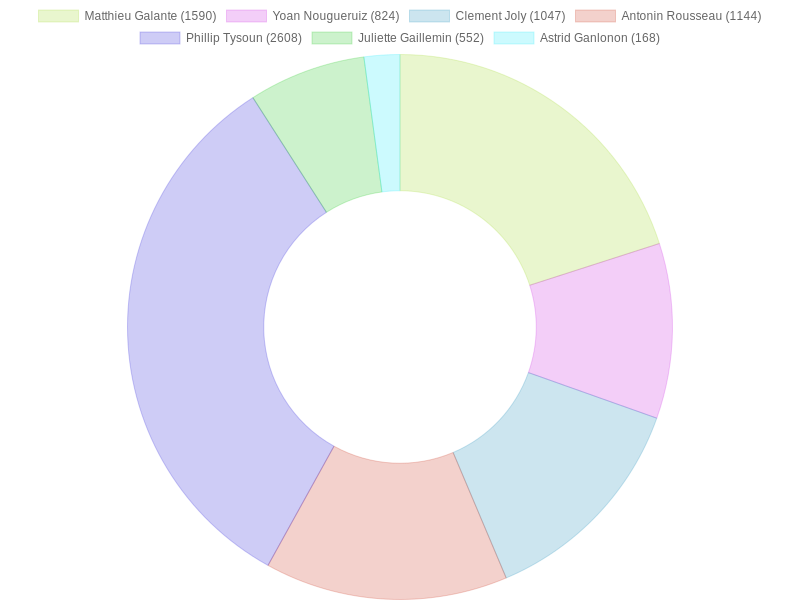 Matthieu Galante (1590) Yoan Nougueruiz (824) Clement Joly (1047) Antonin Rousseau (1144)
Phillip Tysoun (2608) Juliette Gaillemin (552) Astrid Ganlonon (168)